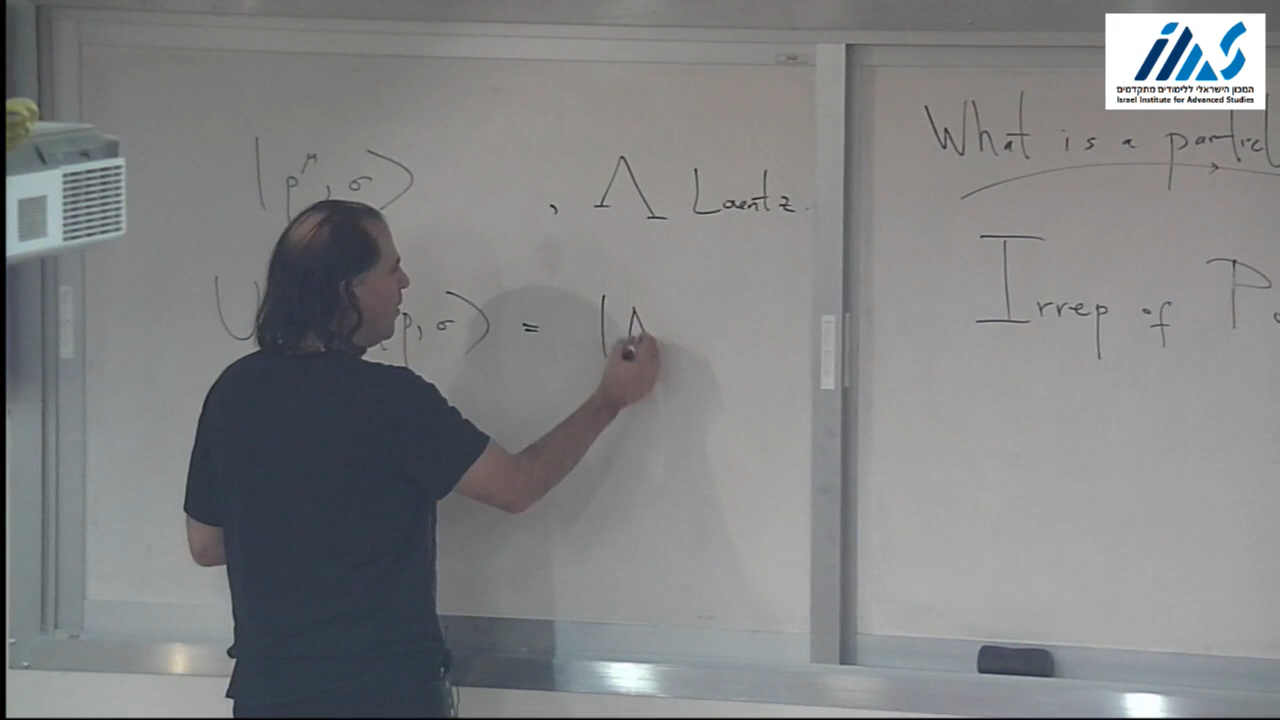 | p^μ, σ ⟩ , Λ Lorentz.
U p, σ ⟩ = | Λ
What is a partic
Irrep of P
המכון הישראלי ללימודים מתקדמים
Israel Institute for Advanced Studies